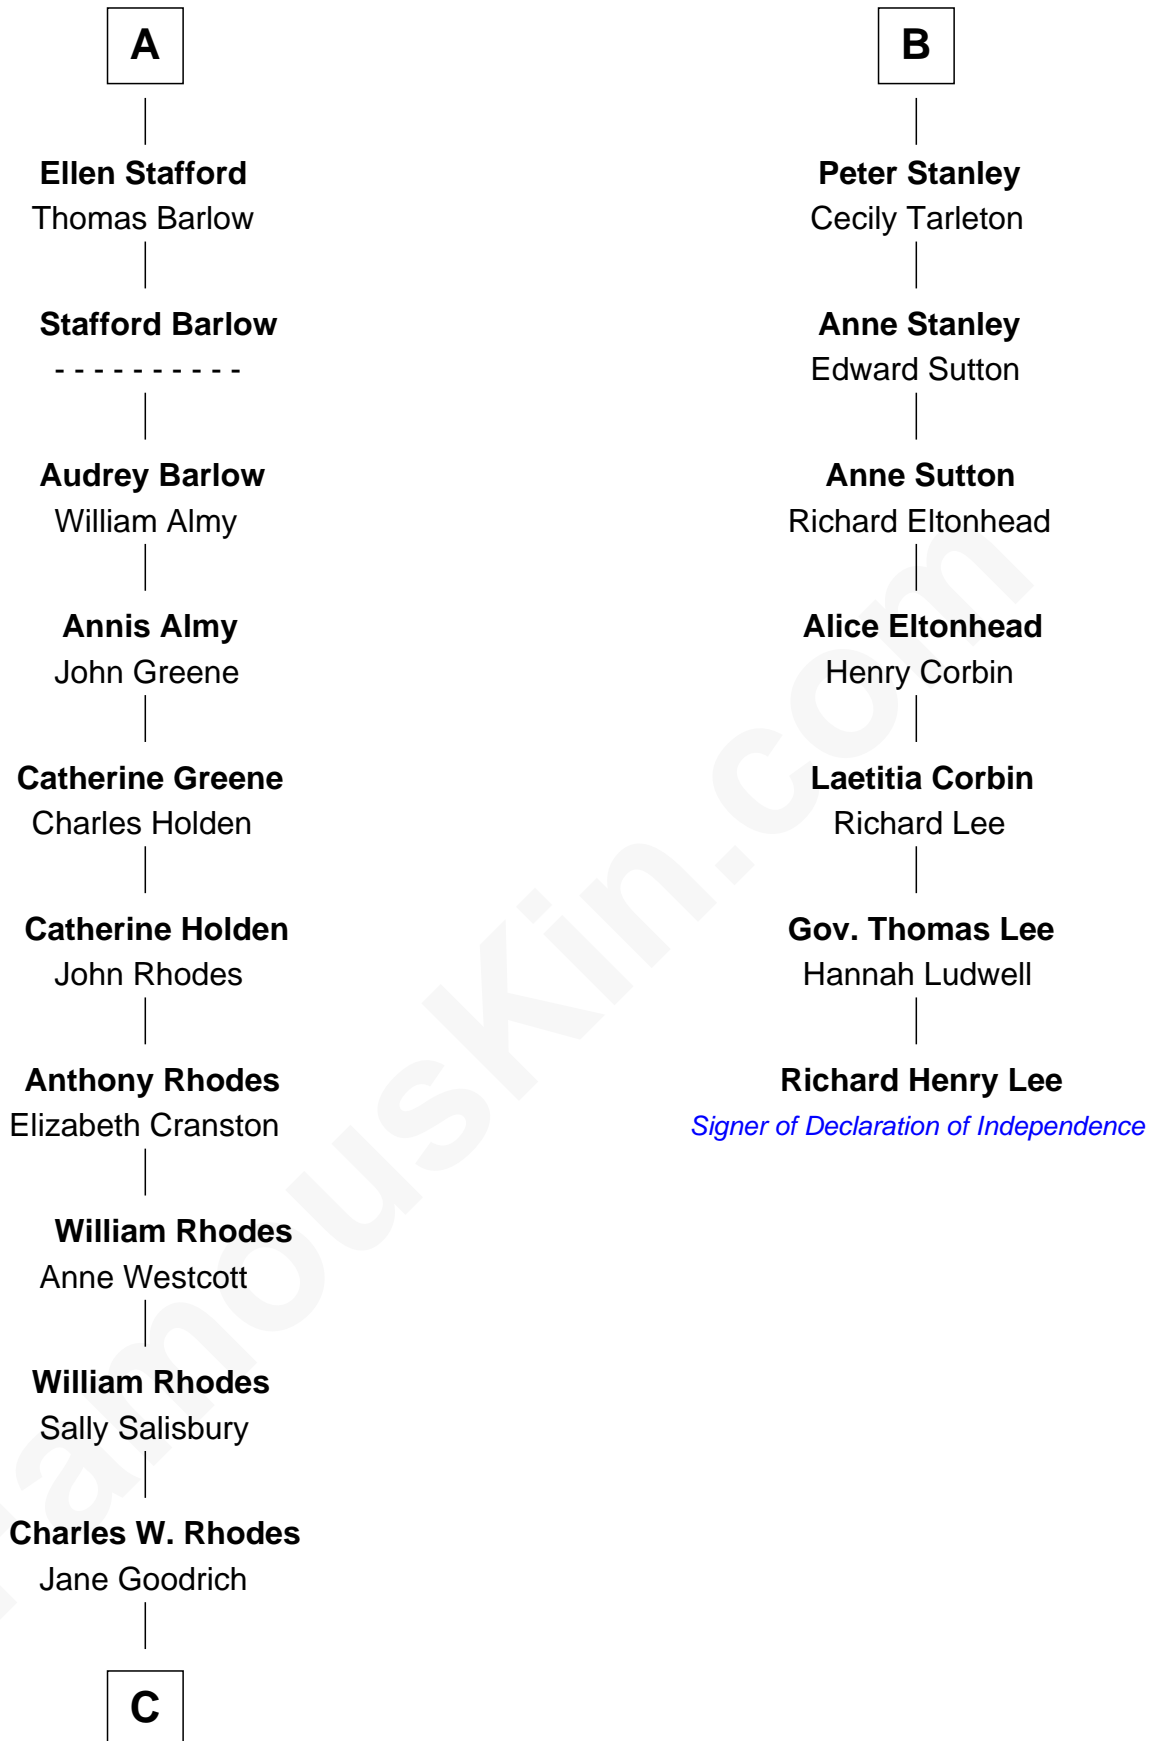 A
Ellen Stafford
Thomas Barlow
Stafford Barlow
- - - - - - - - - -
Audrey Barlow
William Almy
Annis Almy
John Greene
Catherine Greene
Charles Holden
Catherine Holden
John Rhodes
Anthony Rhodes
Elizabeth Cranston
William Rhodes
Anne Westcott
William Rhodes
Sally Salisbury
Charles W. Rhodes
Jane Goodrich
C
B
Peter Stanley
Cecily Tarleton
Anne Stanley
Edward Sutton
Anne Sutton
Richard Eltonhead
Alice Eltonhead
Henry Corbin
Laetitia Corbin
Richard Lee
Gov. Thomas Lee
Hannah Ludwell
Richard Henry Lee
Signer of Declaration of Independence
FamousKin.com